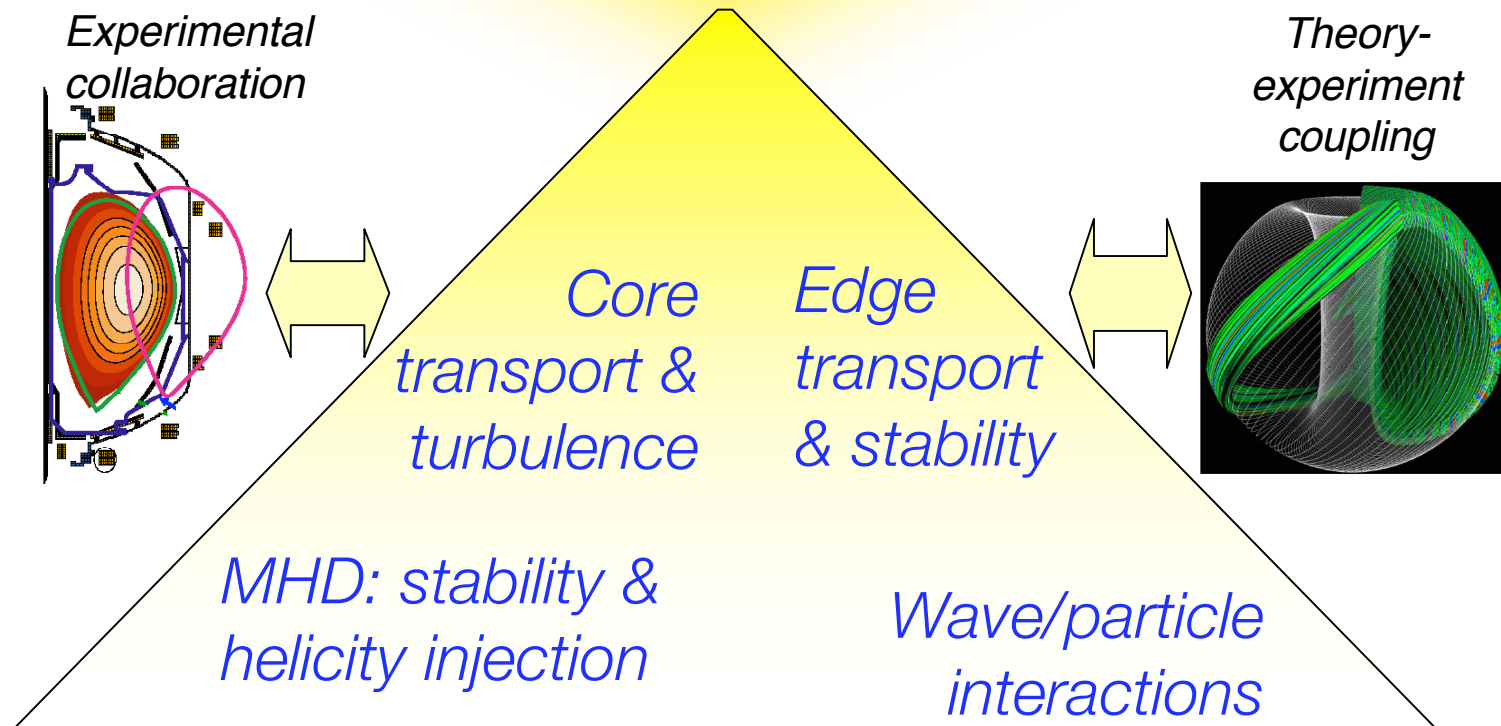 Experimental
collaboration
Theory-
experiment
coupling
Core
transport &
turbulence
Edge
transport
& stability
MHD: stability &
helicity injection
Wave/particle
interactions